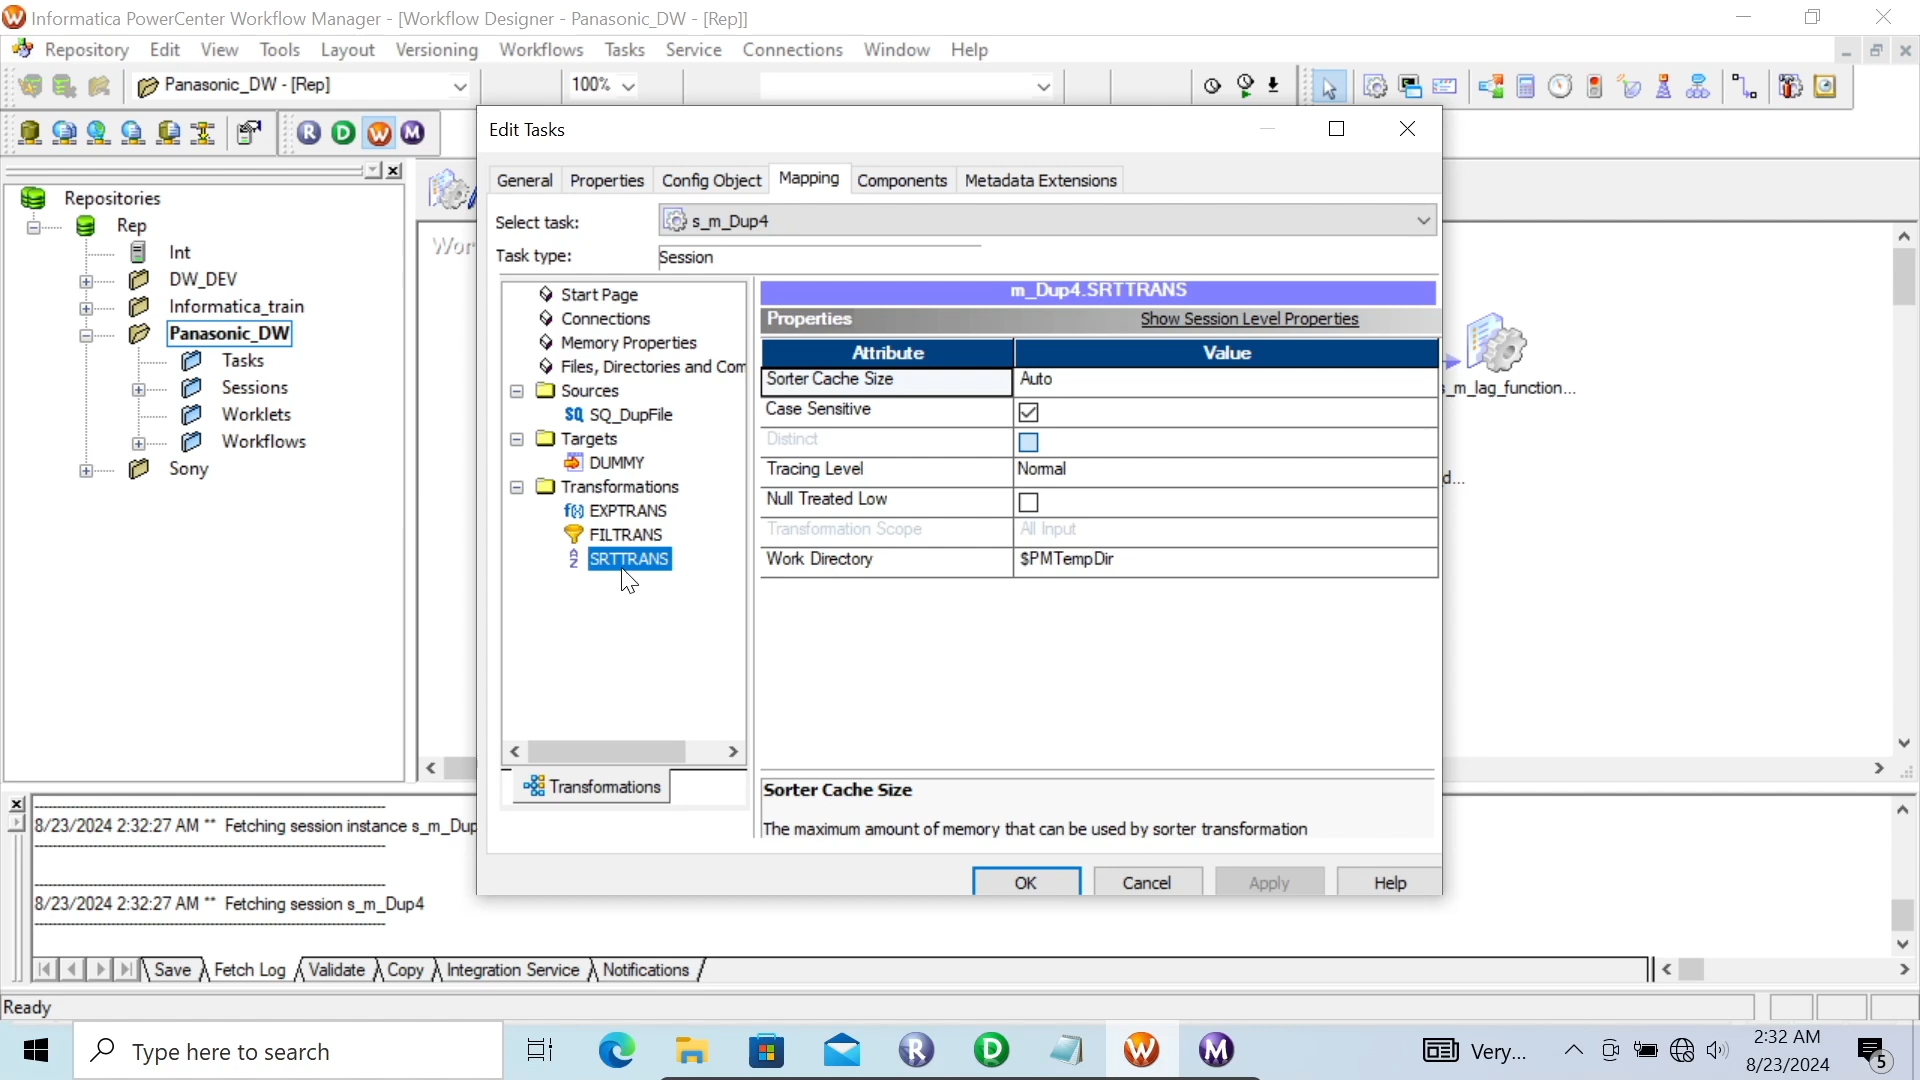 Informatica PowerCenter Workflow Manager - [Workflow Designer - Panasonic_DW - [Rep]]
Repository Edit View Tools Layout Versioning Workflows Tasks Service Connections Window Help
Panasonic_DW - [Rep] 100%
R D W M
Edit Tasks
General Properties Config Object Mapping Components Metadata Extensions
Select task: s_m_Dup4
Task type: Session
Repositories
Rep
Int
DW_DEV
Informatica_train
Panasonic_DW
Tasks
Sessions
Worklets
Workflows
Sony
Wor
Start Page
Connections
Memory Properties
Files, Directories and Com
Sources
SQ SQ_DupFile
Targets
DUMMY
Transformations
f(x) EXPTRANS
FILTRANS
A Z SRTTRANS
Transformations
m_Dup4.SRTTRANS
Properties Show Session Level Properties
Attribute Value
Sorter Cache Size Auto
Case Sensitive
Distinct
Tracing Level Normal
Null Treated Low
Transformation Scope All Input
Work Directory $PMTempDir
Sorter Cache Size
The maximum amount of memory that can be used by sorter transformation
OK Cancel Apply Help
s_m_lag_function...
d...
8/23/2024 2:32:27 AM ** Fetching session instance s_m_Dup
8/23/2024 2:32:27 AM ** Fetching session s_m_Dup4
Save Fetch Log Validate Copy Integration Service Notifications
Ready
Type here to search
R D W M
Very...
2:32 AM
8/23/2024
5